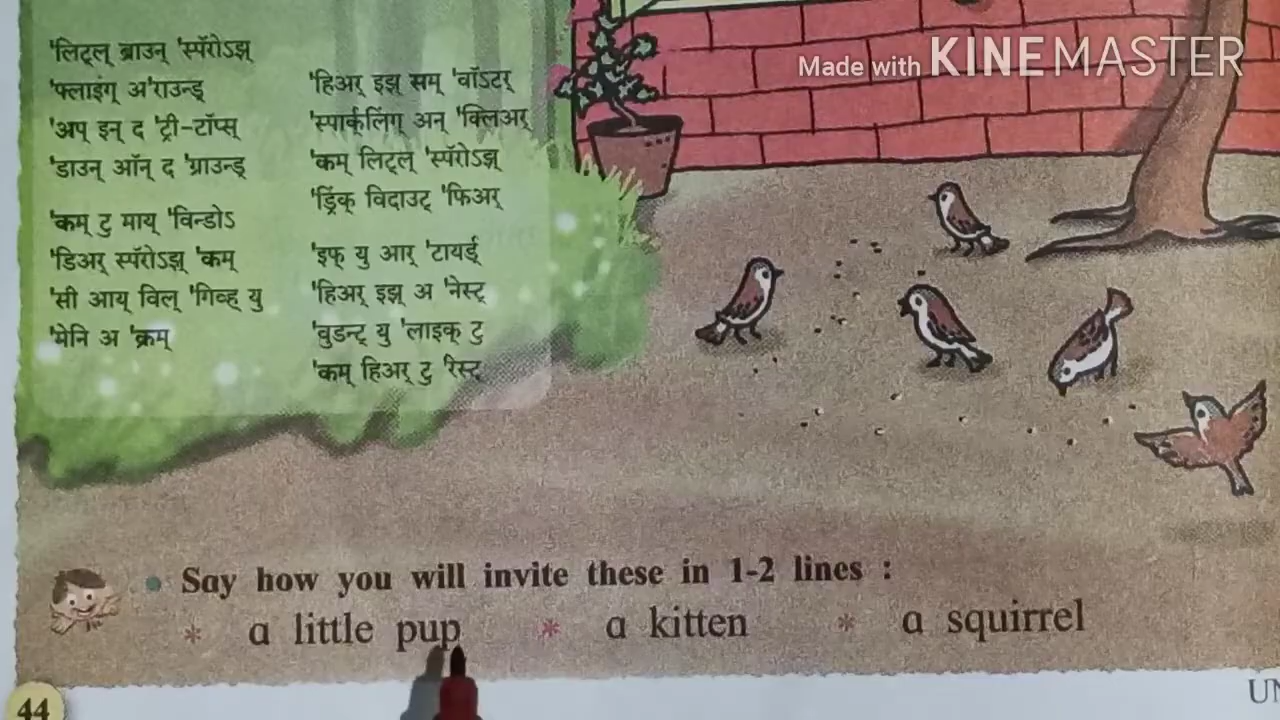 Made with KINEMASTER
'लिट्ल् ब्राउन् 'स्पॅरोऽझ्
'फ्लाइंग् अ'राउन्ड्
'अप् इन् द 'ट्री-टॉप्स्
'डाउन् ऑन् द 'ग्राउन्ड्
'कम् टु माय् 'विन्डोऽ
'डिअर् स्पॅरोऽझ् 'कम्
'सी आय् विल् 'गिव्ह् यु
'मेनि अ 'क्रम्
'हिअर् इझ् सम् 'वॉऽटर्
'स्पार्क्लिंग् अन् 'क्लिअर्
'कम् लिट्ल् 'स्पॅरोऽझ्
'ड्रिंक् विदाउट् 'फिअर्
'इफ् यु आर् 'टायर्ड्
'हिअर् इझ् अ 'नेस्ट्
'वुडन्ट् यु 'लाइक् टु
'कम् हिअर् टु 'रेस्ट्
• Say how you will invite these in 1-2 lines :
* a little pup * a kitten * a squirrel
44